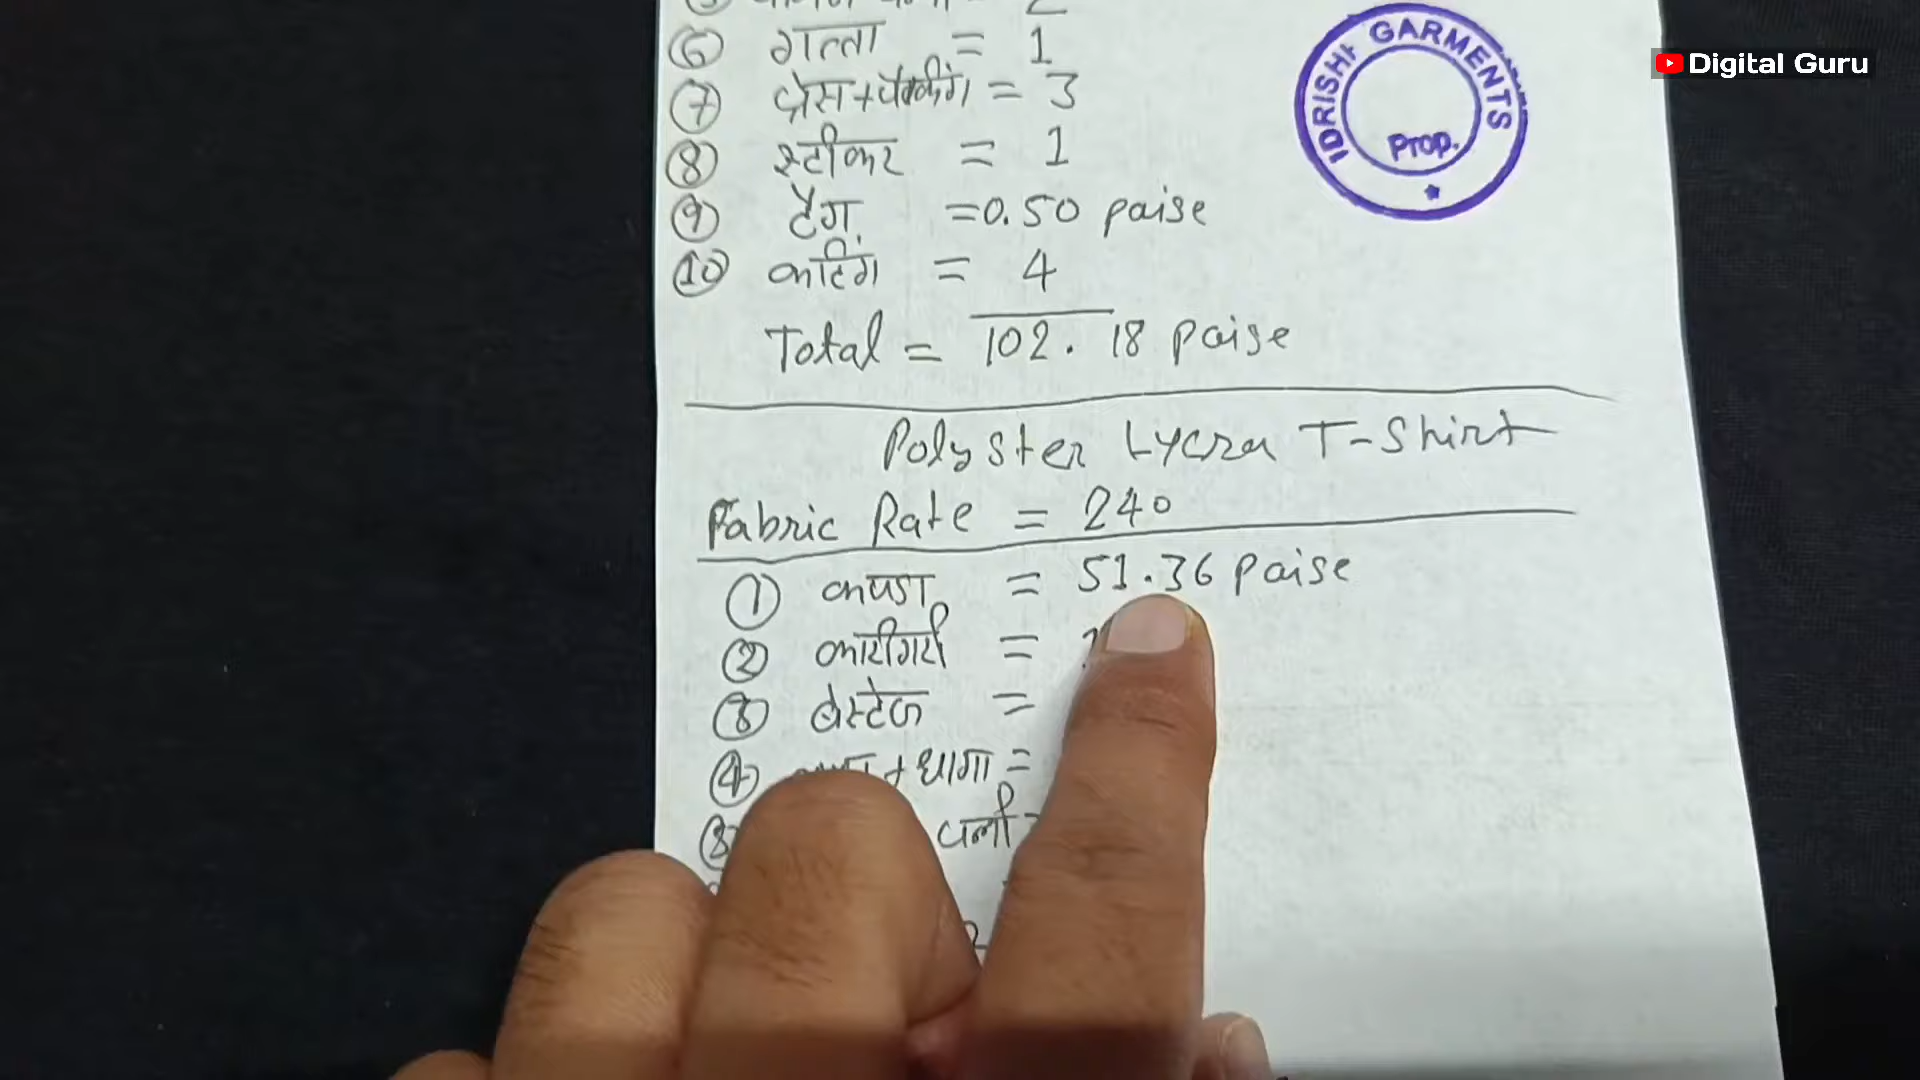 ⑥ गत्ता = 1
⑦ प्रेस+पैकींग = 3
⑧ स्टीकर = 1
⑨ टैग = 0.50 paise
⑩ कटिंग = 4
Total = 102.18 paise
Polyster Lycra T-Shirt
Fabric Rate = 240
① कपडा = 51.36 paise
② कारीगरी =
③ वेस्टेज =
④ + धागा =
पन्नी =
IDRISHI GARMENTS
Prop.
Digital Guru